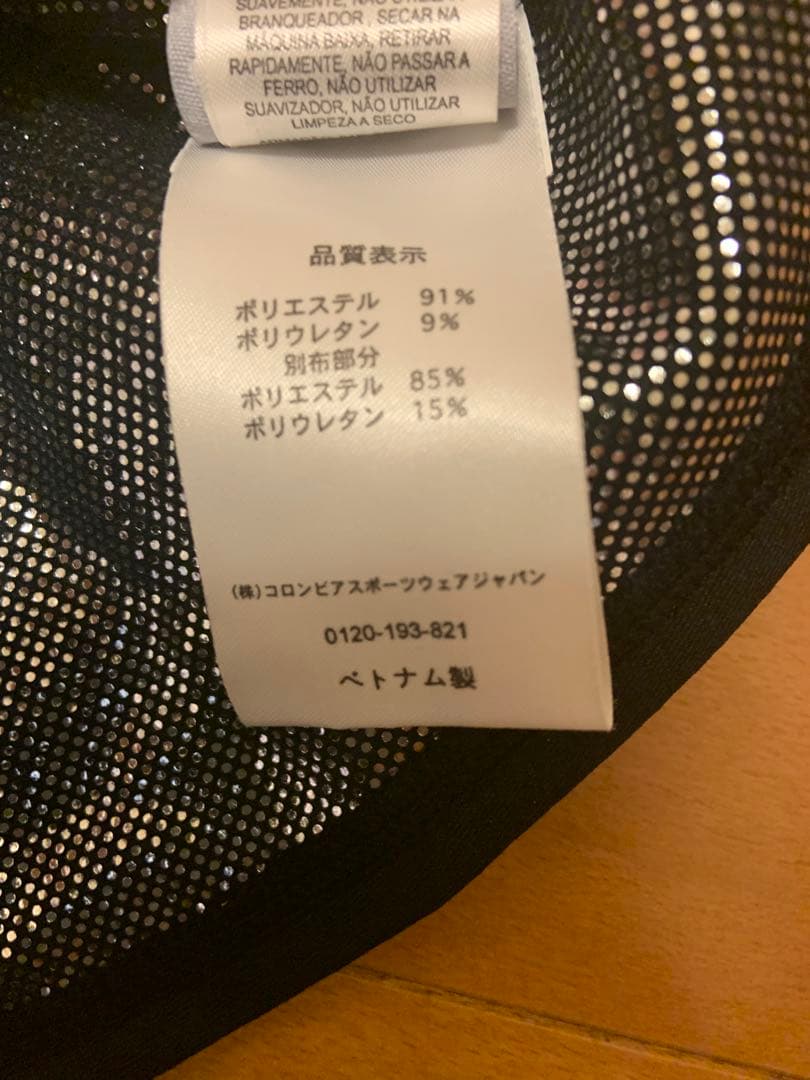 SUAVEMENTE, NÃO UTILIZAR
BRANQUEADOR, SECAR NA
MÁQUINA BAIXA, RETIRAR
RAPIDAMENTE, NÃO PASSAR A
FERRO, NÃO UTILIZAR
SUAVIZADOR, NÃO UTILIZAR
LIMPEZA A SECO
品質表示
ポリエステル 91%
ポリウレタン 9%
別布部分
ポリエステル 85%
ポリウレタン 15%
(株)コロンビアスポーツウェアジャパン
0120-193-821
ベトナム製